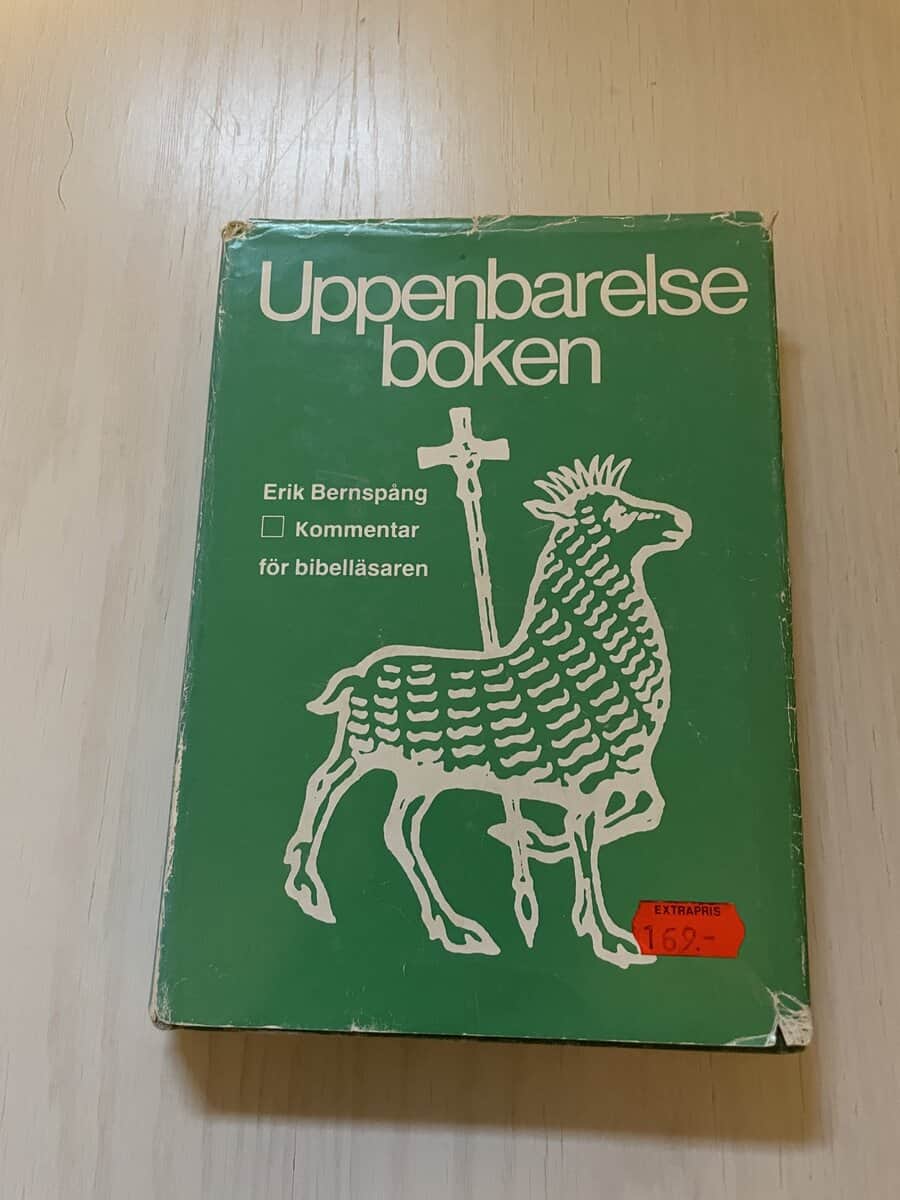 Uppenbarelse
boken
Erik Bernspång
Kommentar
för bibelläsaren
EXTRAPRIS
169.-